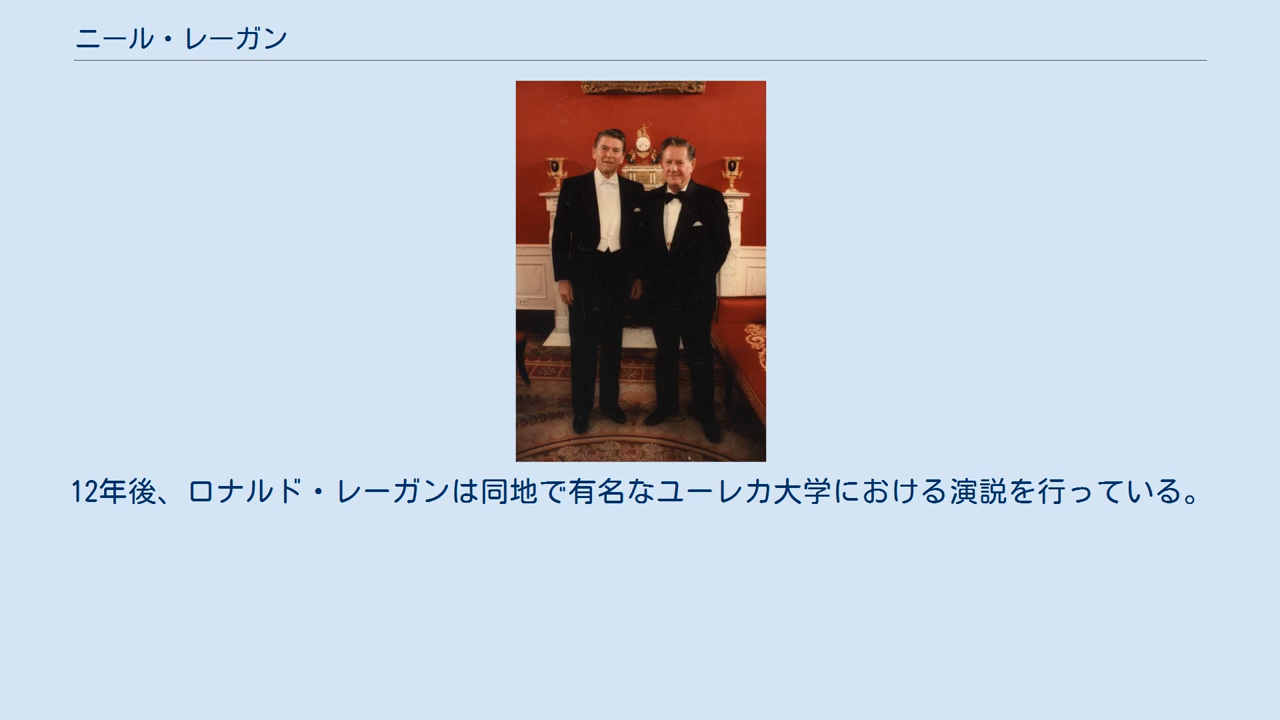 ニール・レーガン
12年後、ロナルド・レーガンは同地で有名なユーレカ大学における演説を行っている。